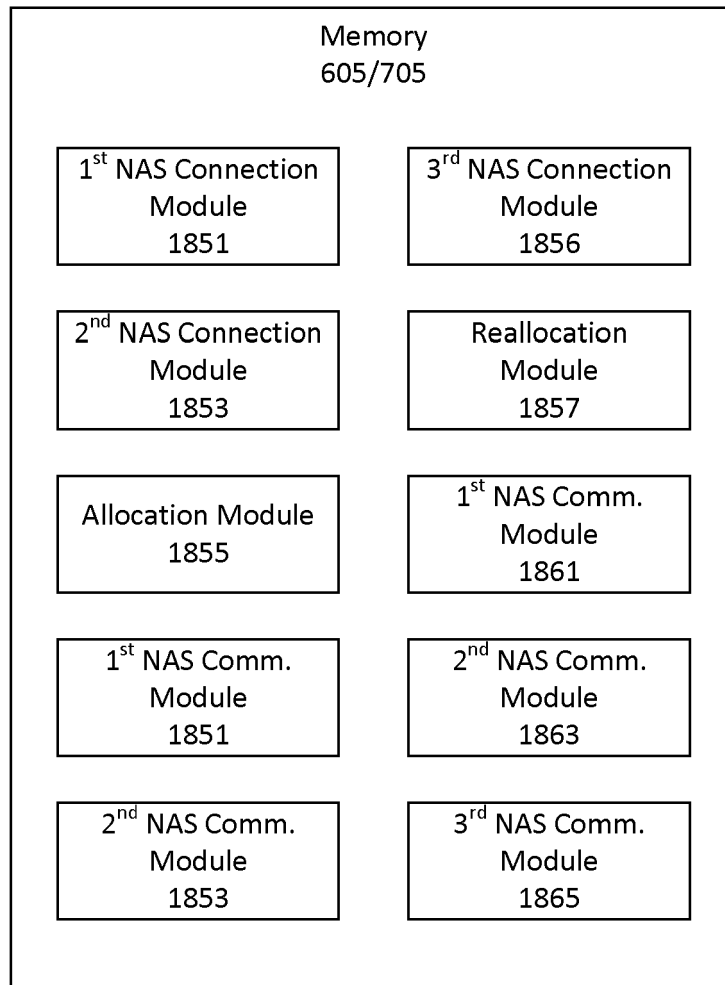 Memory
605/705
1st NAS Connection
Module
1851
3rd NAS Connection
Module
1856
2nd NAS Connection
Module
1853
Reallocation
Module
1857
Allocation Module
1855
1st NAS Comm.
Module
1861
1st NAS Comm.
Module
1851
2nd NAS Comm.
Module
1863
2nd NAS Comm.
Module
1853
3rd NAS Comm.
Module
1865